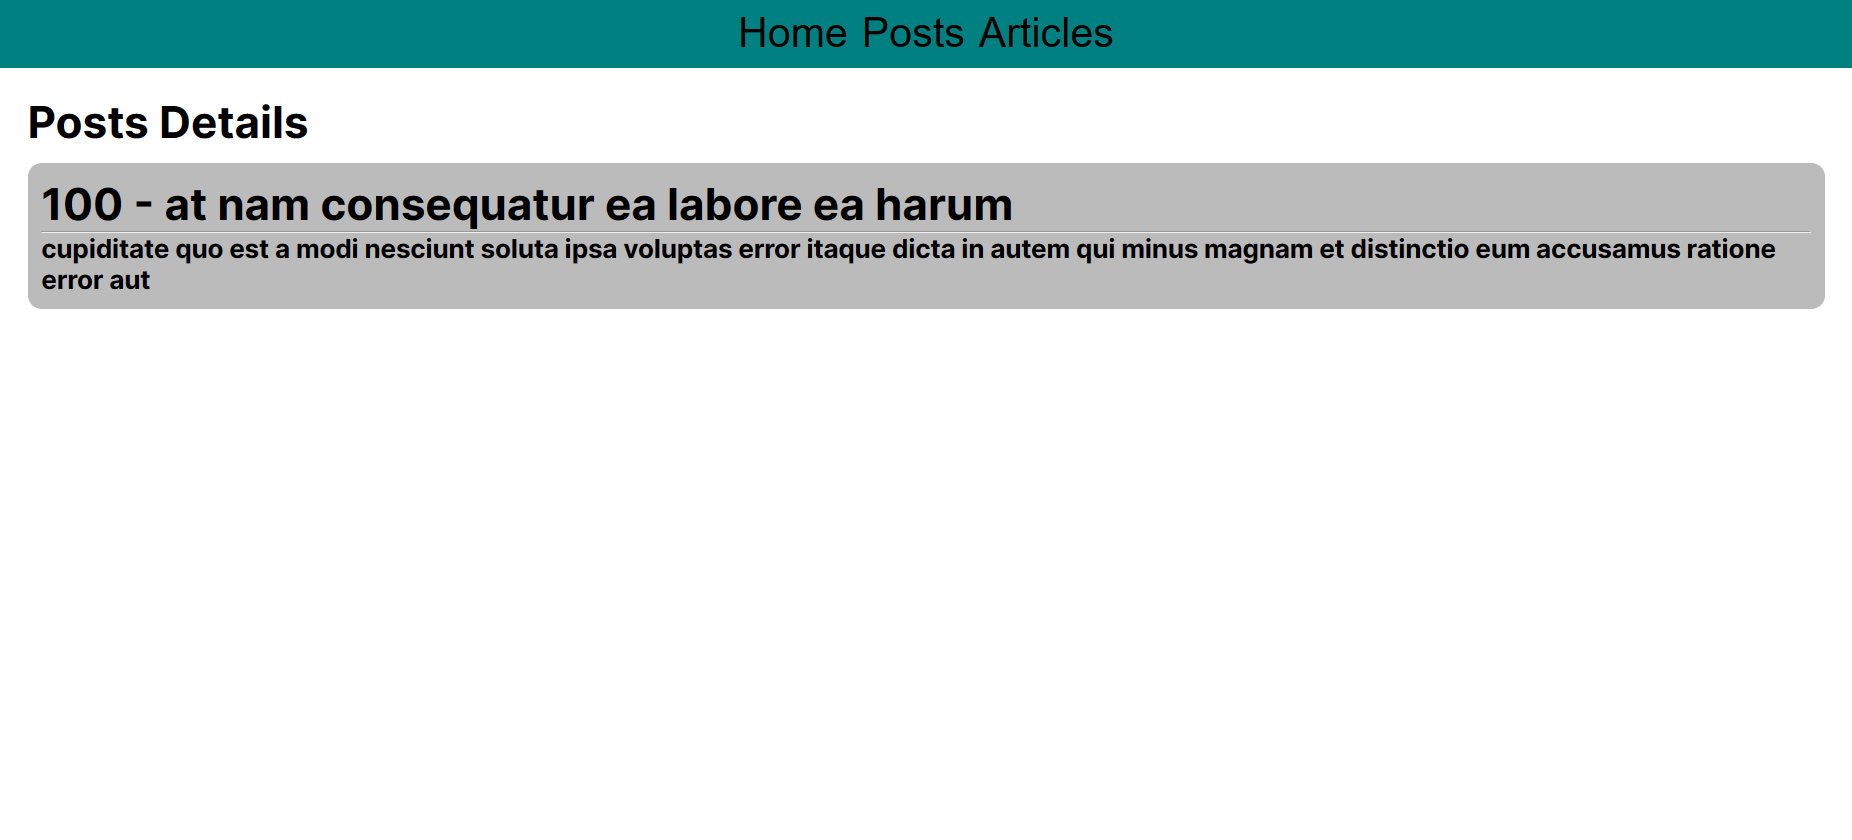 Home Posts Articles
Posts Details
100 - at nam consequatur ea labore ea harum
cupiditate quo est a modi nesciunt soluta ipsa voluptas error itaque dicta in autem qui minus magnam et distinctio eum accusamus ratione
error aut